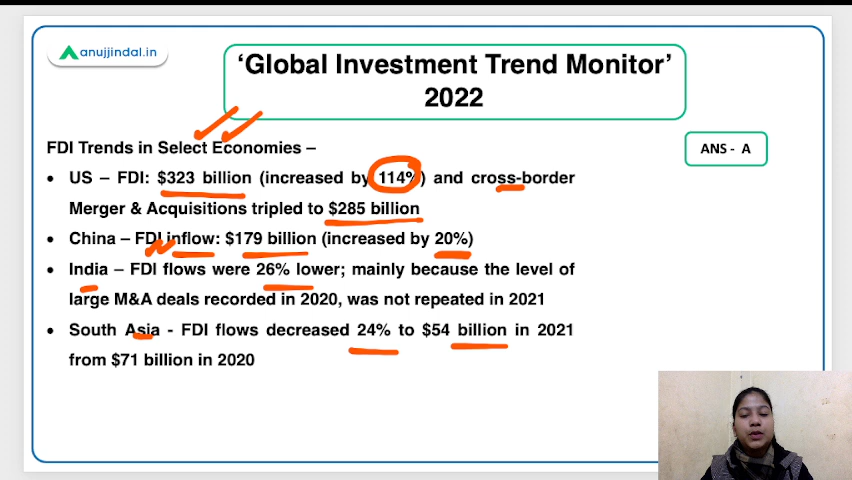 anujjindal.in
'Global Investment Trend Monitor'
2022
FDI Trends in Select Economies –
ANS - A
• US – FDI: $323 billion (increased by 114%) and cross-border
Merger & Acquisitions tripled to $285 billion
• China – FDI inflow: $179 billion (increased by 20%)
• India – FDI flows were 26% lower; mainly because the level of
large M&A deals recorded in 2020, was not repeated in 2021
• South Asia - FDI flows decreased 24% to $54 billion in 2021
from $71 billion in 2020